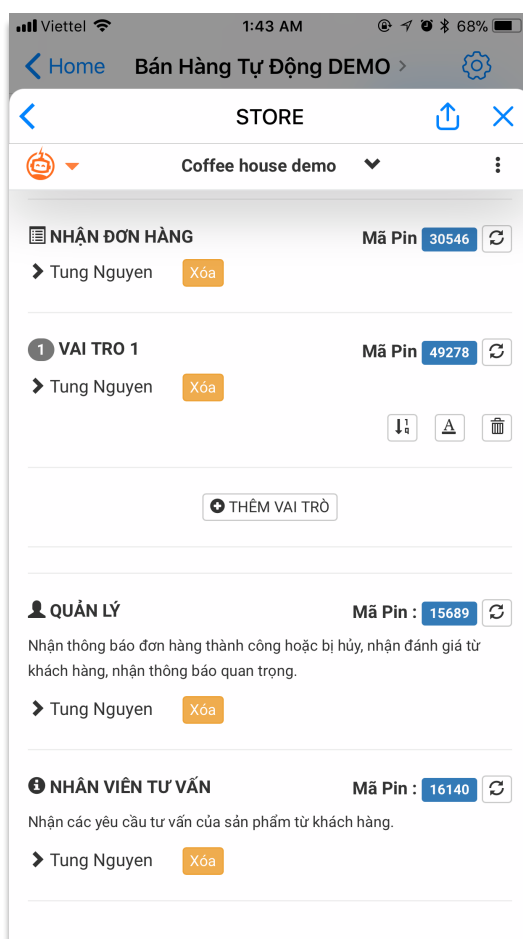 Viettel 1:43 AM 68%
Home Bán Hàng Tự Động DEMO
STORE
Coffee house demo
NHẬN ĐƠN HÀNG Mã Pin 30546
Tung Nguyen Xóa
1 VAI TRO 1 Mã Pin 49278
Tung Nguyen Xóa
A
THÊM VAI TRÒ
QUẢN LÝ Mã Pin : 15689
Nhận thông báo đơn hàng thành công hoặc bị hủy, nhận đánh giá từ
khách hàng, nhận thông báo quan trọng.
Tung Nguyen Xóa
NHÂN VIÊN TƯ VẤN Mã Pin : 16140
Nhận các yêu cầu tư vấn của sản phẩm từ khách hàng.
Tung Nguyen Xóa